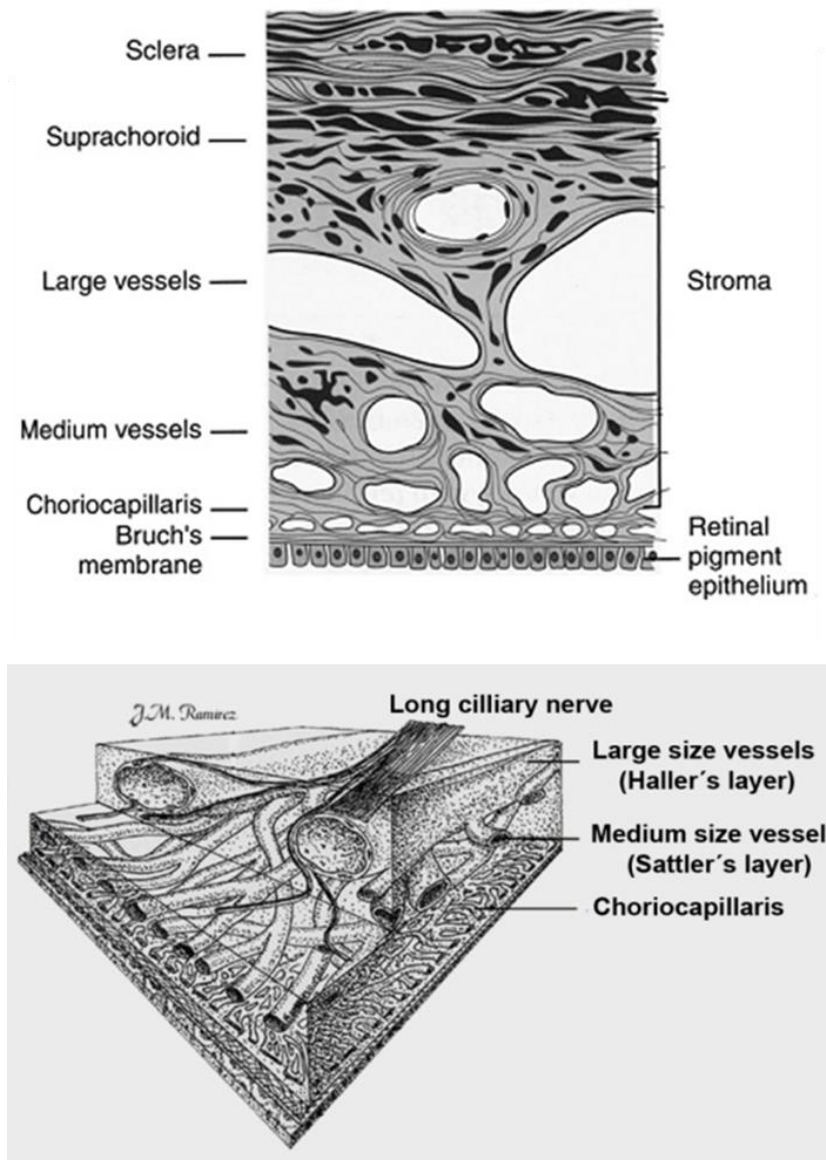 Sclera
Suprachoroid
Large vessels
Stroma
Medium vessels
Choriocapillaris
Bruch's
membrane
Retinal
pigment
epithelium
J.M. Ramirez
Long cilliary nerve
Large size vessels
(Haller´s layer)
Medium size vessel
(Sattler´s layer)
Choriocapillaris